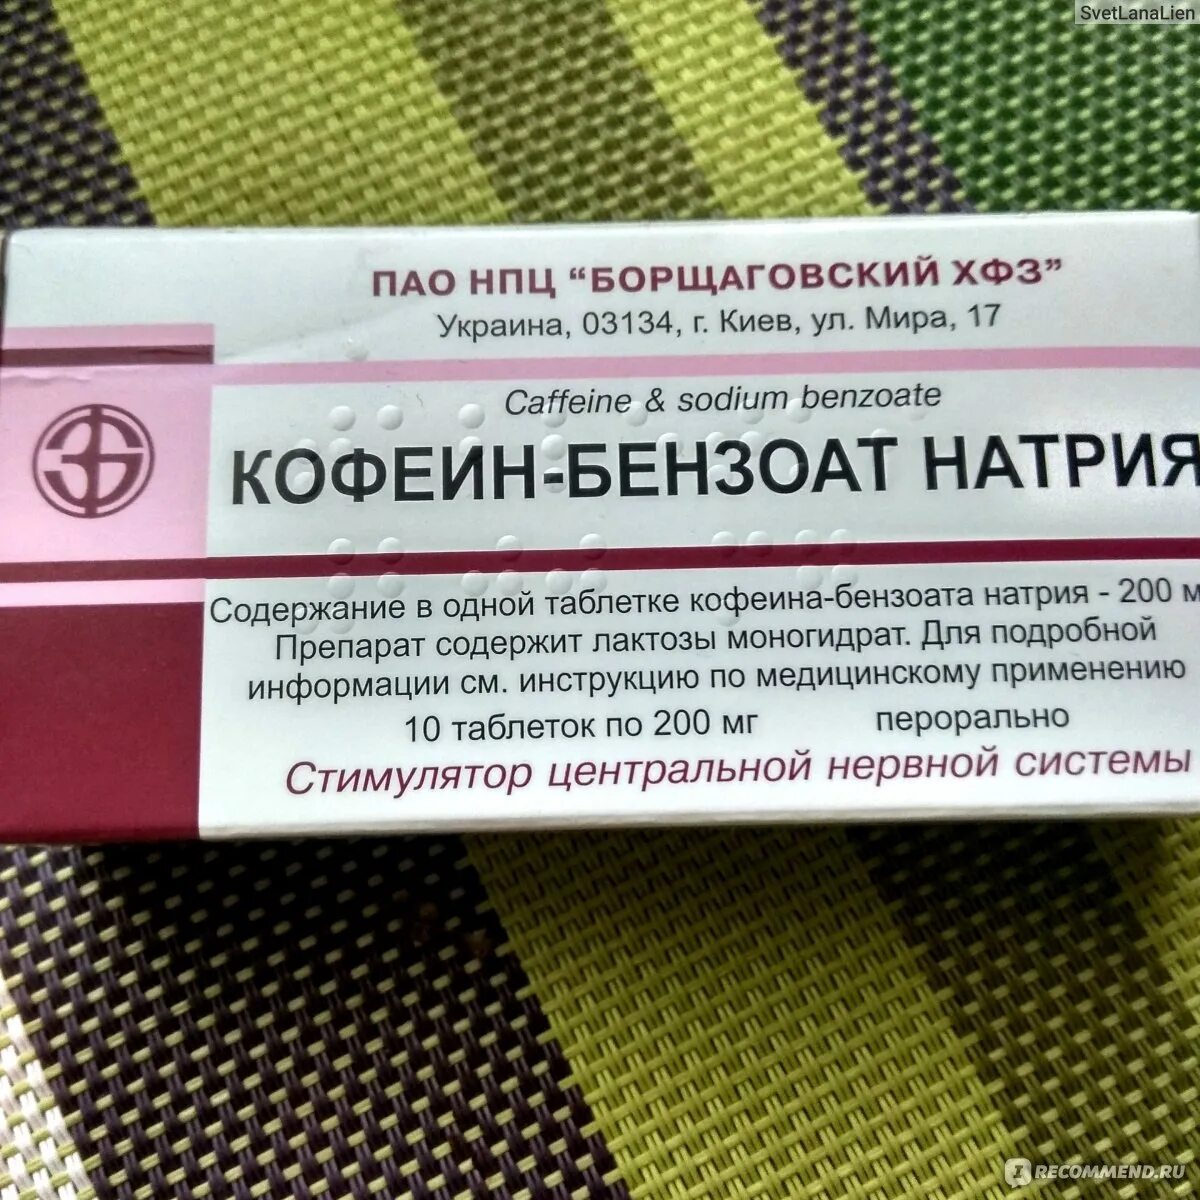 SvetLanaLien
ПАО НПЦ “БОРЩАГОВСКИЙ ХФЗ”
Украина, 03134, г. Киев, ул. Мира, 17
Caffeine & sodium benzoate
КОФЕИН-БЕНЗОАТ НАТРИЯ
Содержание в одной таблетке кофеина-бензоата натрия - 200 м
Препарат содержит лактозы моногидрат. Для подробной
информации см. инструкцию по медицинскому применению
10 таблеток по 200 мг перорально
Стимулятор центральной нервной системы
RECOMMEND.RU